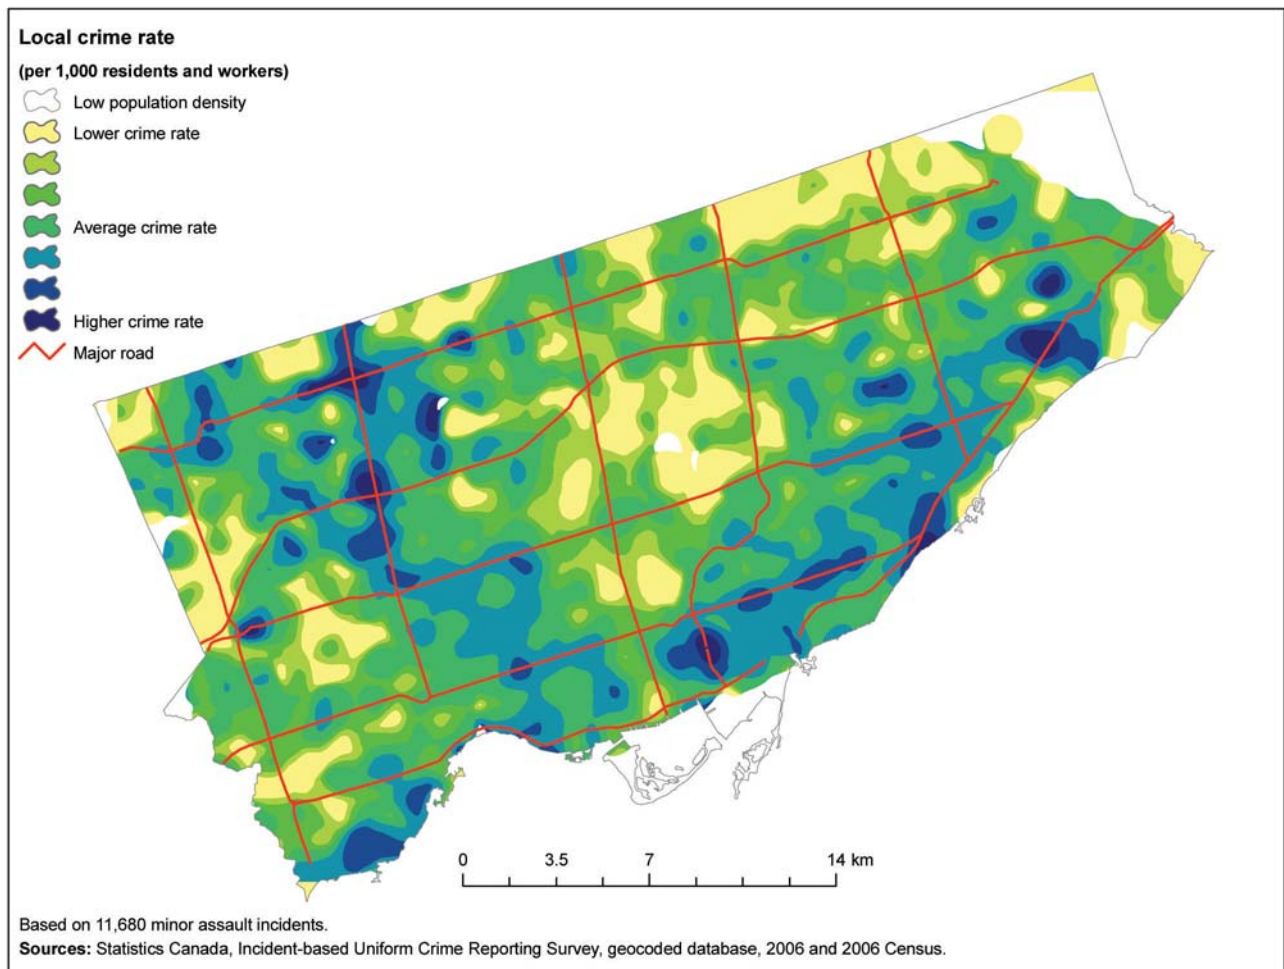 Local crime rate
(per 1,000 residents and workers)
Low population density
Lower crime rate
Average crime rate
Higher crime rate
Major road
0 3.5 7 14 km
Based on 11,680 minor assault incidents.
Sources: Statistics Canada, Incident-based Uniform Crime Reporting Survey, geocoded database, 2006 and 2006 Census.